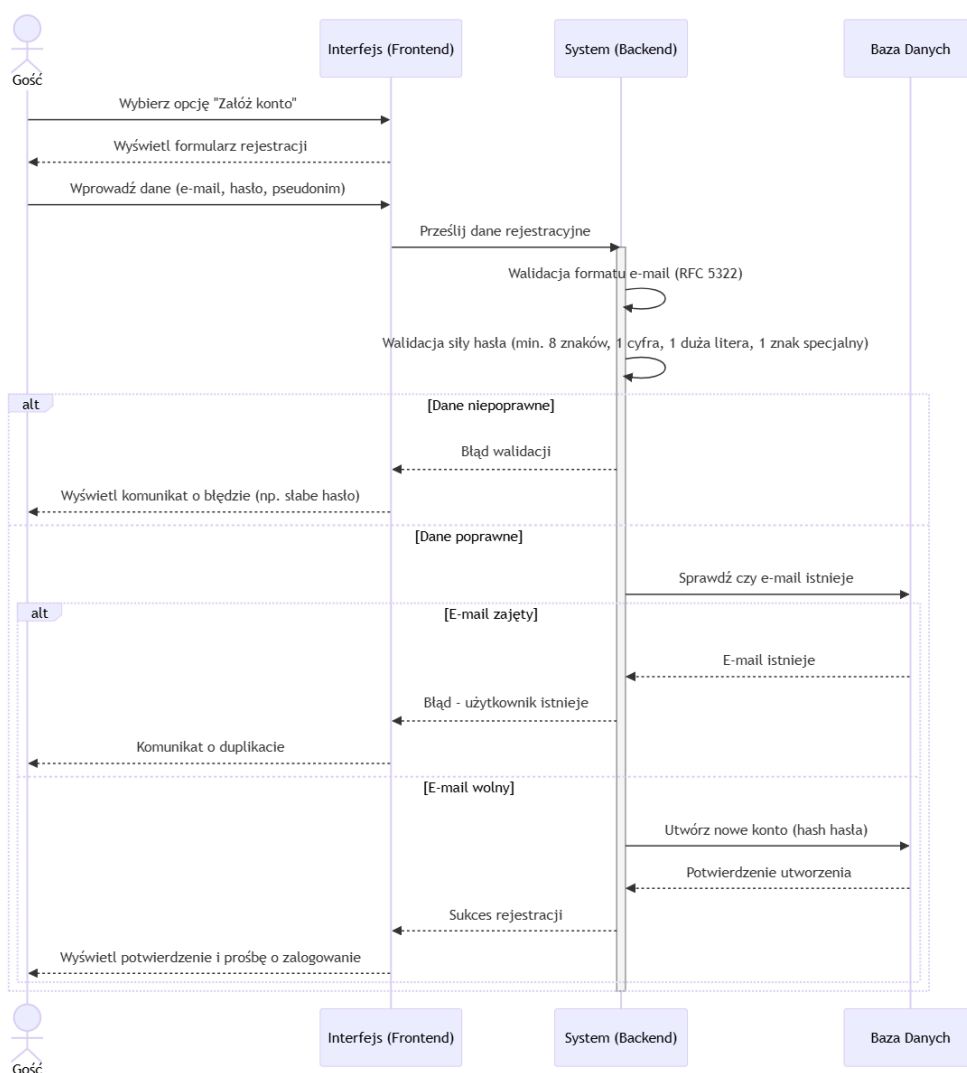 Gość
Interfejs (Frontend)
System (Backend)
Baza Danych
Wybierz opcję "Załóż konto"
Wyświetl formularz rejestracji
Wprowadź dane (e-mail, hasło, pseudonim)
Prześlij dane rejestracyjne
Walidacja formatu e-mail (RFC 5322)
Walidacja siły hasła (min. 8 znaków, 1 cyfra, 1 duża litera, 1 znak specjalny)
alt
[Dane niepoprawne]
Błąd walidacji
Wyświetl komunikat o błędzie (np. słabe hasło)
[Dane poprawne]
Sprawdź czy e-mail istnieje
alt
[E-mail zajęty]
E-mail istnieje
Błąd - użytkownik istnieje
Komunikat o duplikacie
[E-mail wolny]
Utwórz nowe konto (hash hasła)
Potwierdzenie utworzenia
Sukces rejestracji
Wyświetl potwierdzenie i prośbę o zalogowanie
Gość
Interfejs (Frontend)
System (Backend)
Baza Danych